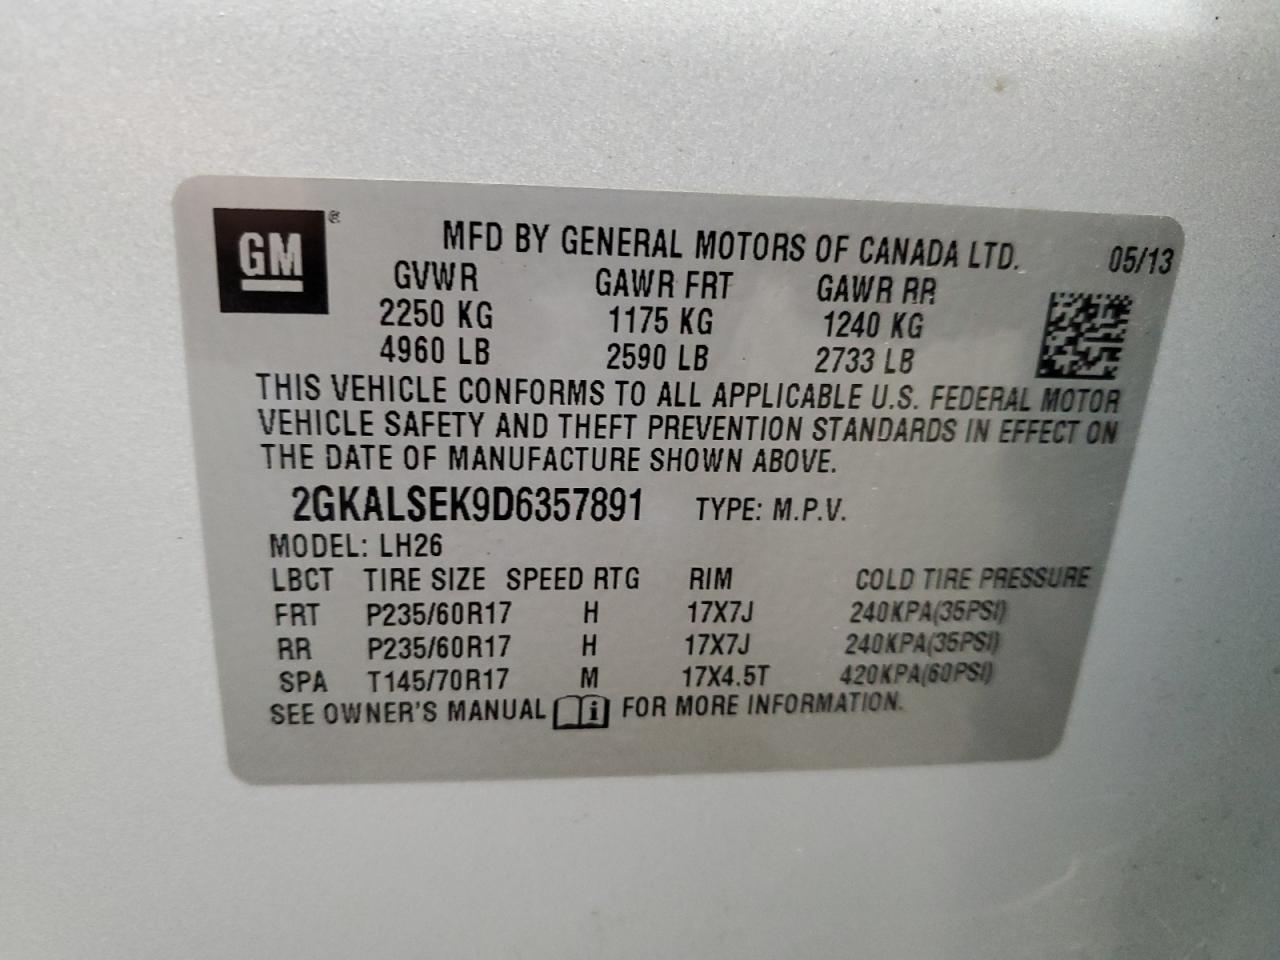 GM®
MFD BY GENERAL MOTORS OF CANADA LTD. 05/13
GVWR GAWR FRT GAWR RR
2250 KG 1175 KG 1240 KG
4960 LB 2590 LB 2733 LB
THIS VEHICLE CONFORMS TO ALL APPLICABLE U.S. FEDERAL MOTOR
VEHICLE SAFETY AND THEFT PREVENTION STANDARDS IN EFFECT ON
THE DATE OF MANUFACTURE SHOWN ABOVE.
2GKALSEK9D6357891 TYPE: M.P.V.
MODEL: LH26
LBCT TIRE SIZE SPEED RTG RIM COLD TIRE PRESSURE
FRT P235/60R17 H 17X7J 240KPA(35PSI)
RR P235/60R17 H 17X7J 240KPA(35PSI)
SPA T145/70R17 M 17X4.5T 420KPA(60PSI)
SEE OWNER'S MANUAL i FOR MORE INFORMATION.